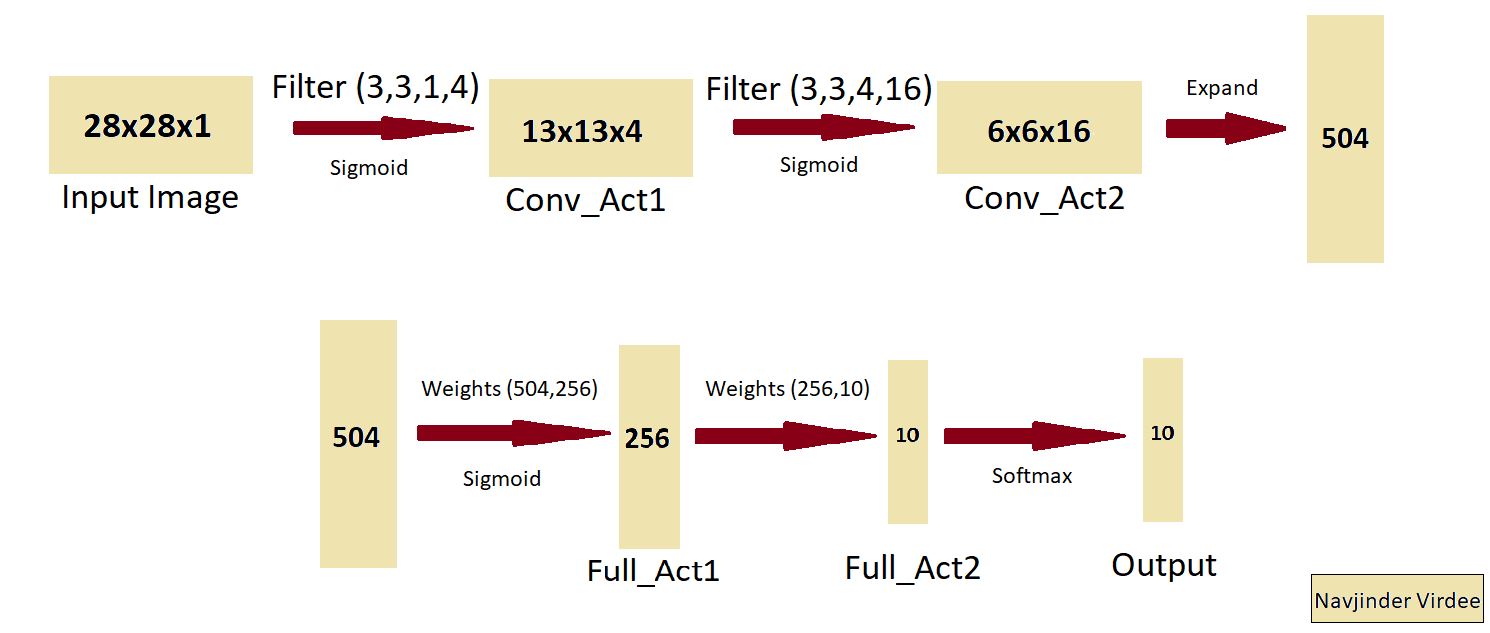 28x28x1
Input Image
Filter (3,3,1,4)
Sigmoid
13x13x4
Conv_Act1
Filter (3,3,4,16)
Sigmoid
6x6x16
Conv_Act2
Expand
504
504
Weights (504,256)
Sigmoid
256
Full_Act1
Weights (256,10)
10
Full_Act2
Softmax
10
Output
Navjinder Virdee